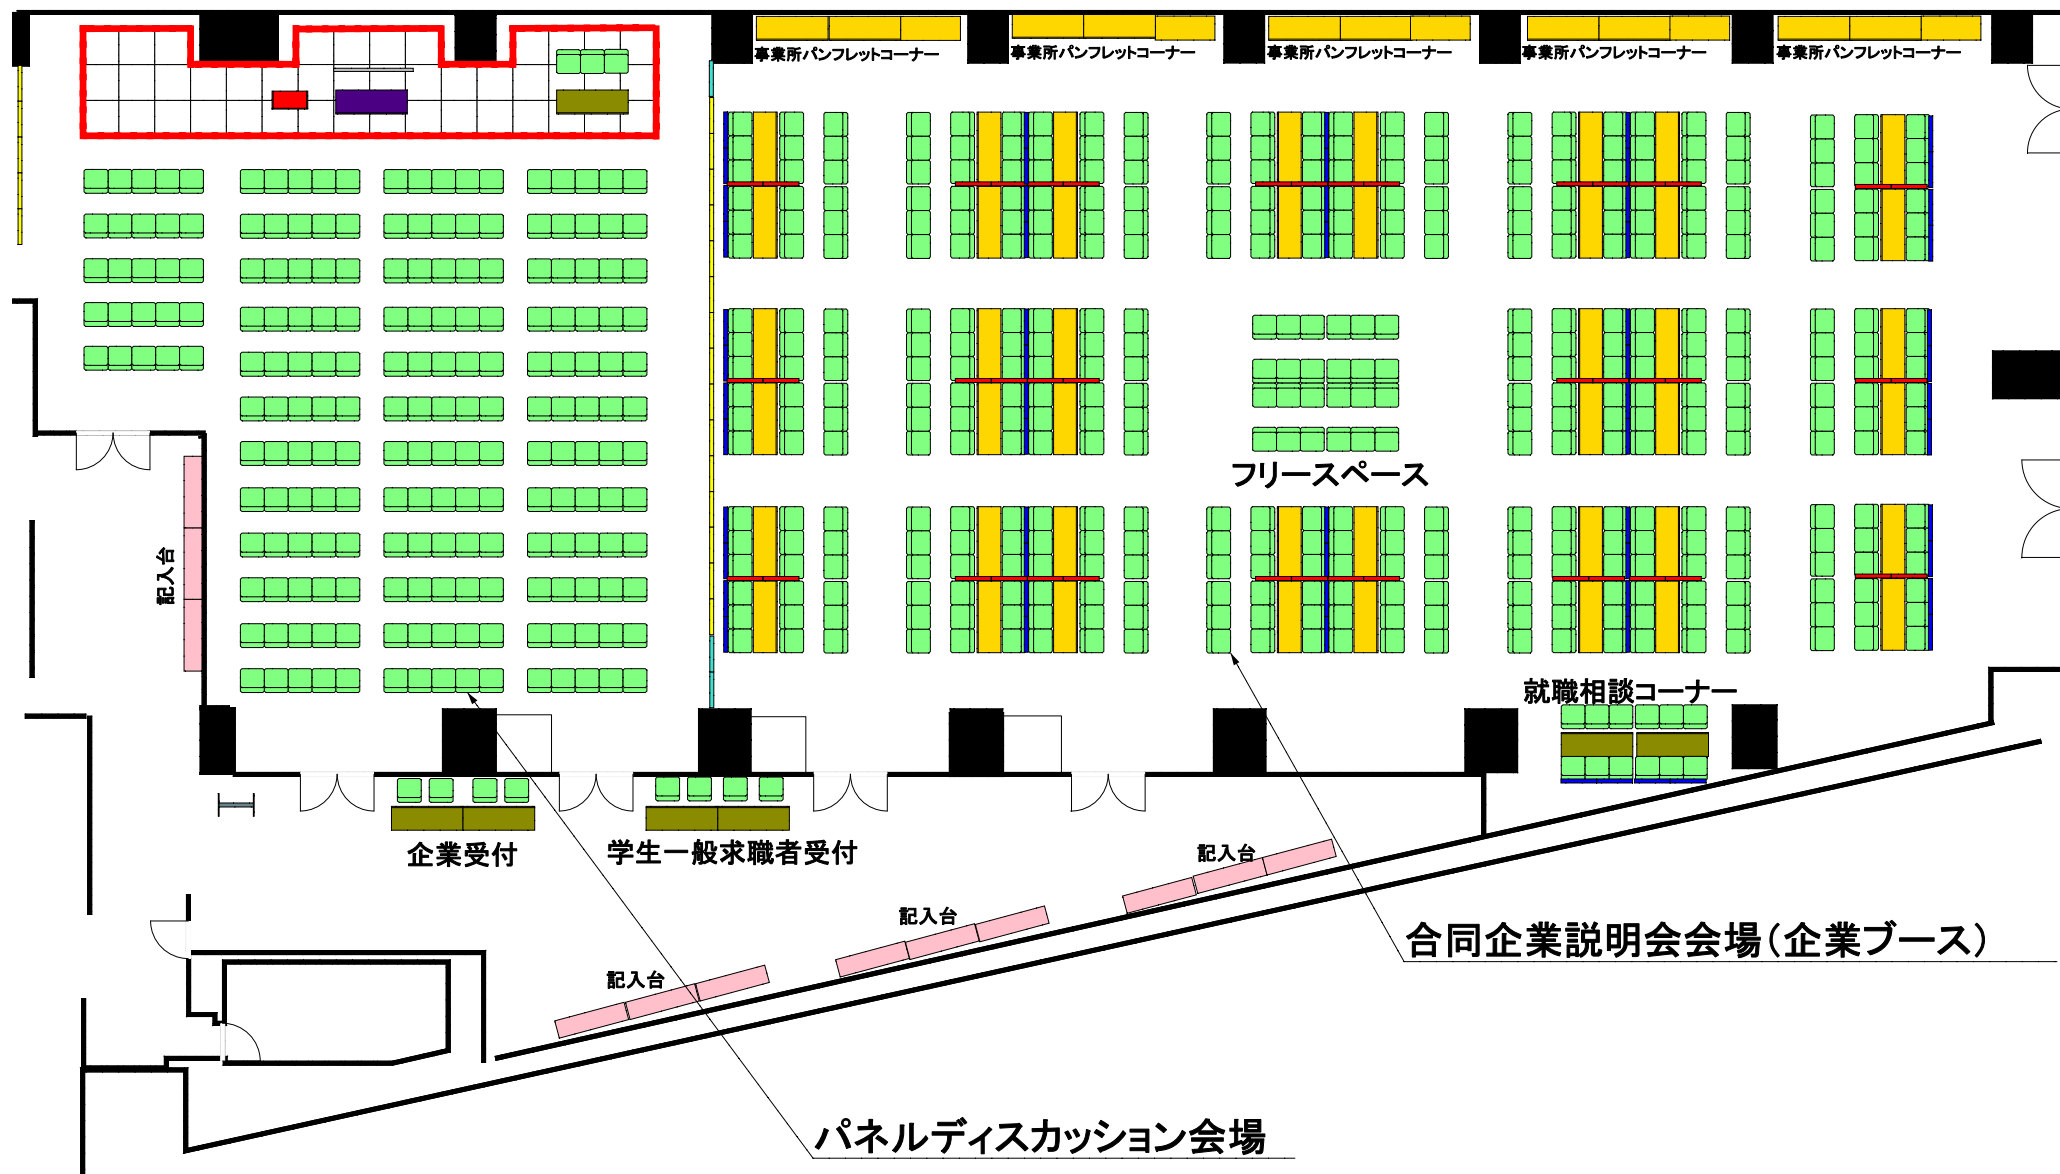 事業所パンフレットコーナー
事業所パンフレットコーナー
事業所パンフレットコーナー
事業所パンフレットコーナー
事業所パンフレットコーナー
フリースペース
記入台
就職相談コーナー
企業受付
学生一般求職者受付
記入台
記入台
記入台
合同企業説明会会場(企業ブース)
パネルディスカッション会場